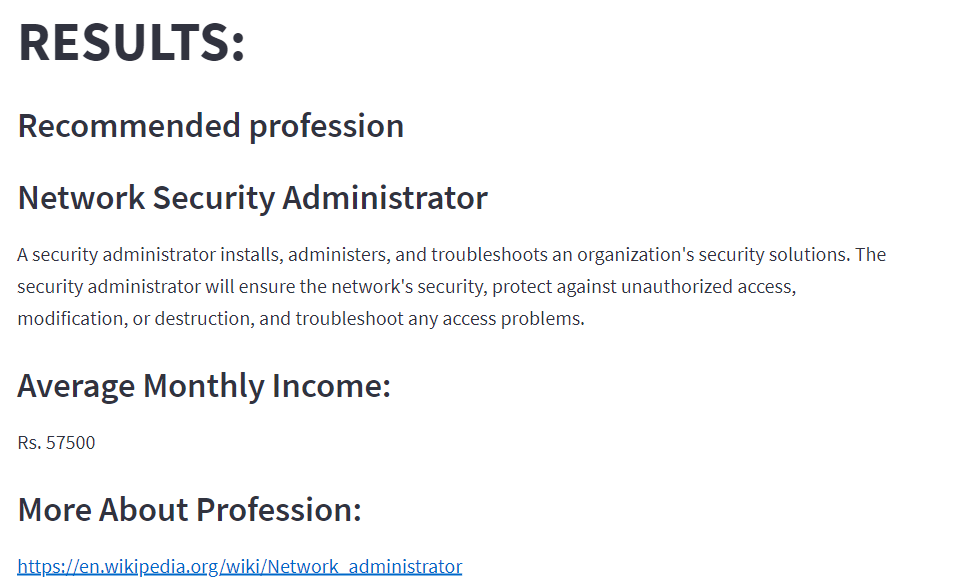 RESULTS:
Recommended profession
Network Security Administrator
A security administrator installs, administers, and troubleshoots an organization's security solutions. The
security administrator will ensure the network's security, protect against unauthorized access,
modification, or destruction, and troubleshoot any access problems.
Average Monthly Income:
Rs. 57500
More About Profession:
https://en.wikipedia.org/wiki/Network_administrator